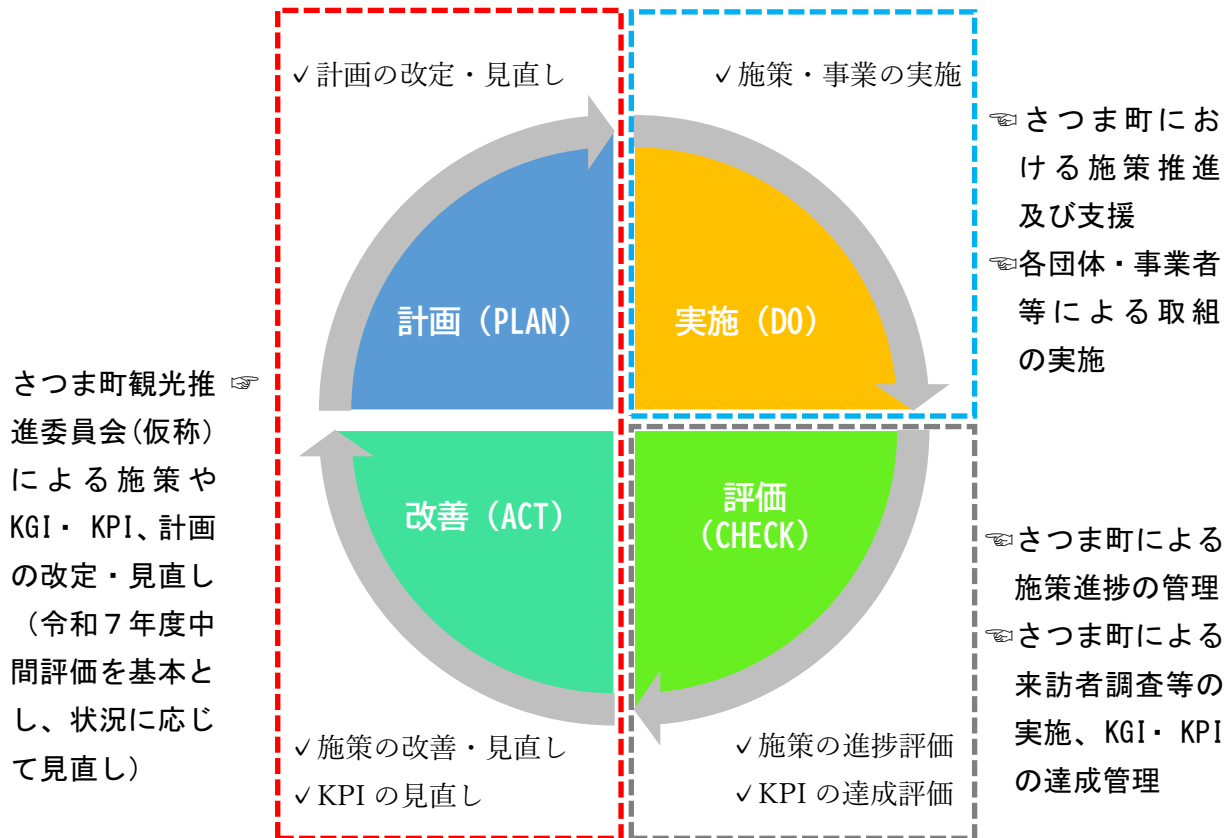 ✓計画の改定・見直し
✓施策・事業の実施
☜さつま町にお
ける施策推進
及び支援
☜各団体・事業者
等による取組
の実施
計画（PLAN）
実施（DO）
さつま町観光推 ☞
進委員会(仮称)
による施策や
KGI・ KPI、計画
の改定・見直し
（令和７年度中
間評価を基本と
し、状況に応じ
て見直し）
改善（ACT）
評価
（CHECK）
☜さつま町による
施策進捗の管理
☜さつま町による
来訪者調査等の
実施、KGI・ KPI
の達成管理
✓施策の改善・見直し
✓KPI の見直し
✓施策の進捗評価
✓KPI の達成評価